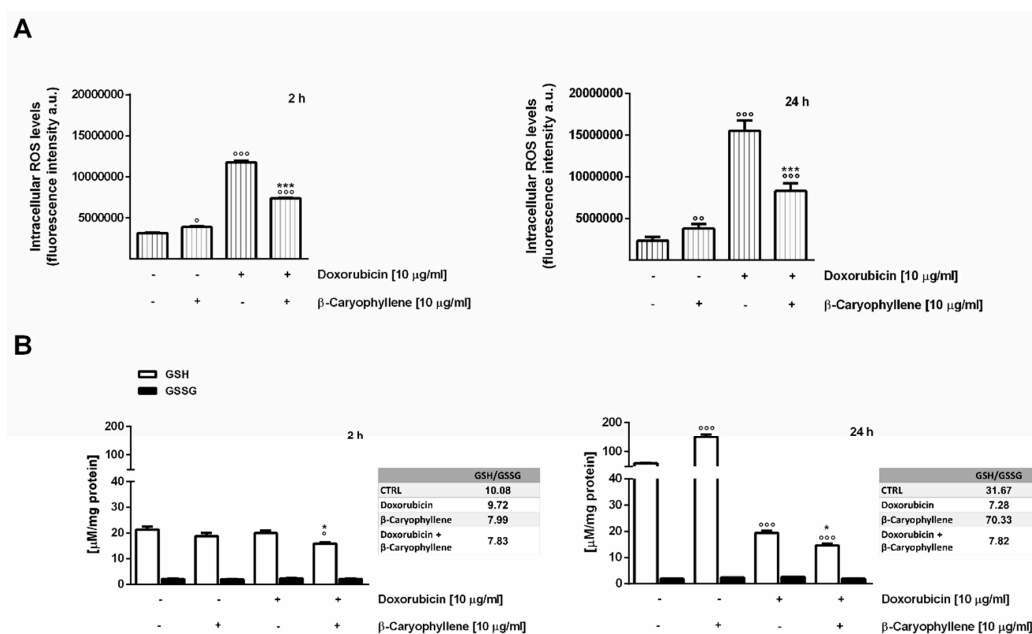 A
Intracellular ROS levels
(fluorescence intensity a.u.)
20000000
15000000
10000000
5000000
2 h
°°°
***
°°°
°
- - + +
Doxorubicin [10 μg/ml]
- + - +
β-Caryophyllene [10 μg/ml]
Intracellular ROS levels
(fluorescence intensity a.u.)
20000000
15000000
10000000
5000000
24 h
°°°
***
°°°
°°
- - + +
Doxorubicin [10 μg/ml]
- + - +
β-Caryophyllene [10 μg/ml]
B
GSH
GSSG
[μM/mg protein]
200
100
40
20
0
2 h
*
°
GSH/GSSG
CTRL 10.08
Doxorubicin 9.72
β-Caryophyllene 7.99
Doxorubicin +
β-Caryophyllene 7.83
- - + +
Doxorubicin [10 μg/ml]
- + - +
β-Caryophyllene [10 μg/ml]
[μM/mg protein]
200
100
40
20
0
24 h
°°°
°°°
*
°°°
GSH/GSSG
CTRL 31.67
Doxorubicin 7.28
β-Caryophyllene 70.33
Doxorubicin +
β-Caryophyllene 7.82
- - + +
Doxorubicin [10 μg/ml]
- + - +
β-Caryophyllene [10 μg/ml]